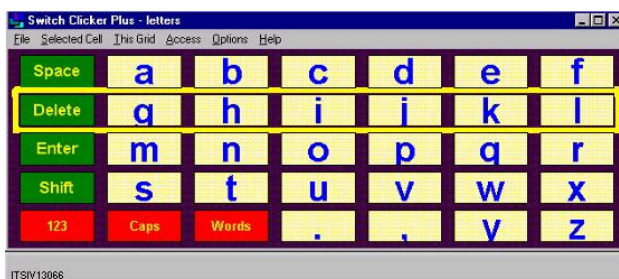 Switch Clicker Plus - letters
File Selected Cell This Grid Access Options Help
Space a b c d e f
Delete g h i j k l
Enter m n o p q r
Shift s t u v w x
123 Caps Words . , y z
ITSIV13066